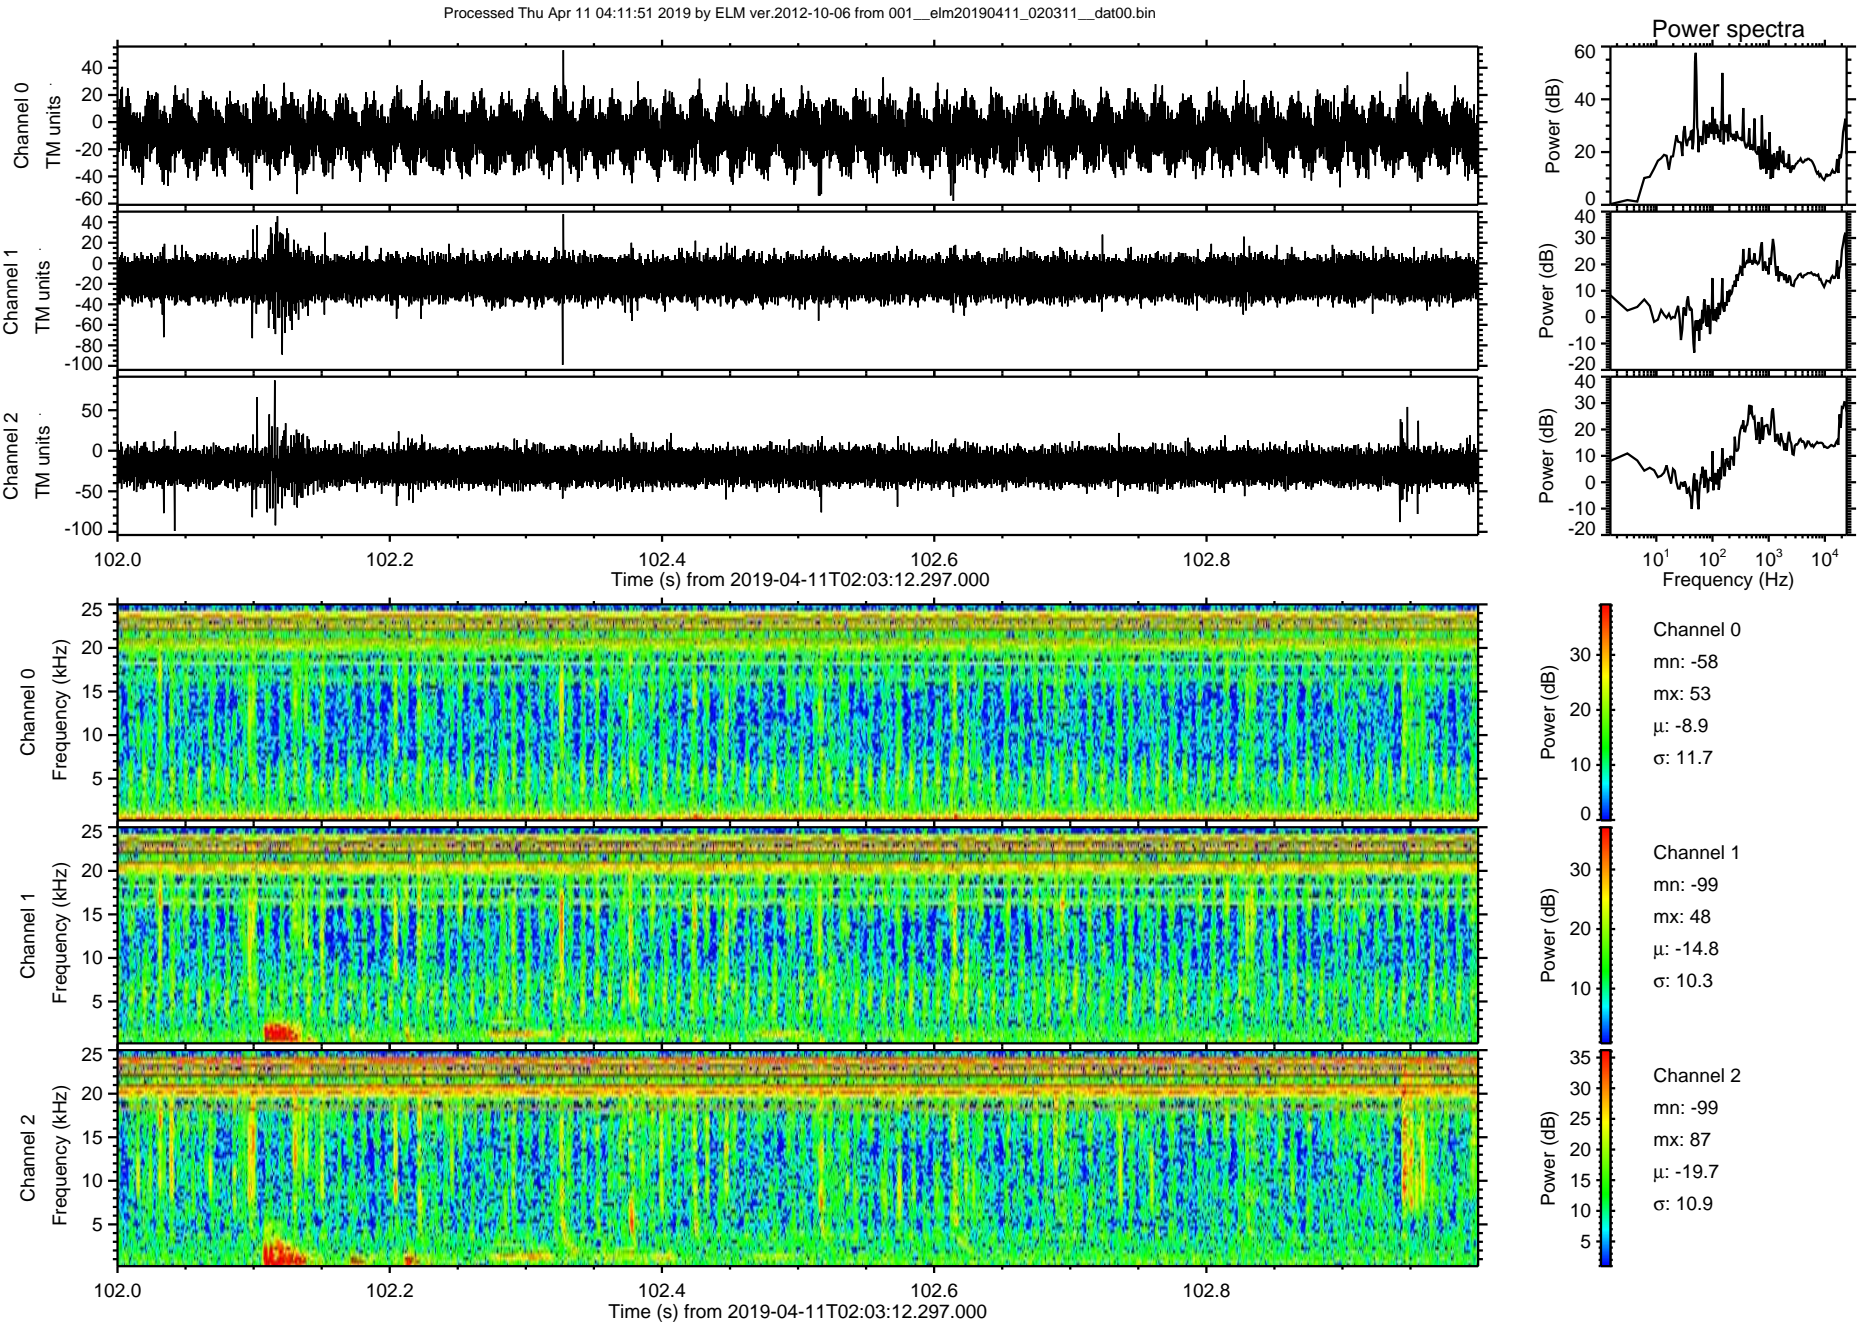 Processed Thu Apr 11 04:11:51 2019 by ELM ver.2012-10-06 from 001__elm20190411_020311__dat00.bin
Power spectra
Channel 0
TM units
40
20
0
-20
-40
-60
Power (dB)
60
40
20
0
Channel 1
TM units
40
20
0
-20
-40
-60
-80
-100
Power (dB)
40
30
20
10
0
-10
-20
Channel 2
TM units
50
0
-50
-100
Power (dB)
40
30
20
10
0
-10
-20
102.0 102.2 102.4 102.6 102.8
Time (s) from 2019-04-11T02:03:12.297.000
10¹ 10² 10³ 10⁴
Frequency (Hz)
Channel 0
Frequency (kHz)
25
20
15
10
5
Power (dB)
30
20
10
0
Channel 0
mn: -58
mx: 53
μ: -8.9
σ: 11.7
Channel 1
Frequency (kHz)
25
20
15
10
5
Power (dB)
30
20
10
Channel 1
mn: -99
mx: 48
μ: -14.8
σ: 10.3
Channel 2
Frequency (kHz)
25
20
15
10
5
Power (dB)
35
30
25
20
15
10
5
Channel 2
mn: -99
mx: 87
μ: -19.7
σ: 10.9
102.0 102.2 102.4 102.6 102.8
Time (s) from 2019-04-11T02:03:12.297.000